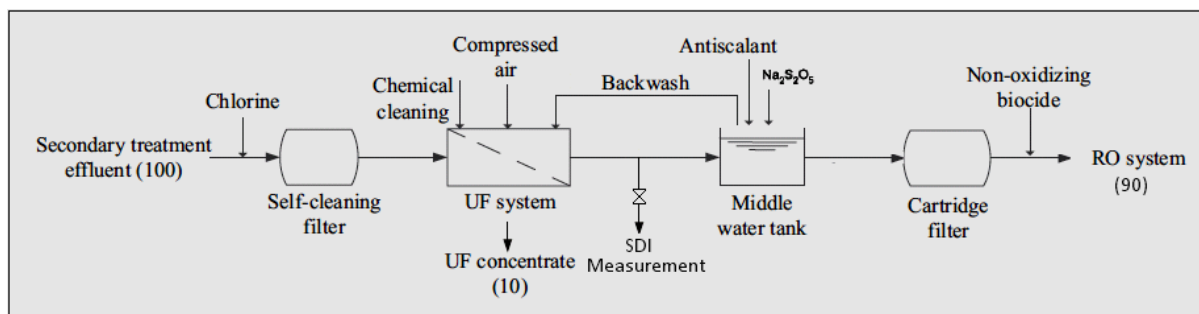 Compressed
air
Antiscalant
Na₂S₂O₅
Non-oxidizing
biocide
Chemical
cleaning
Backwash
Chlorine
Secondary treatment
effluent (100)
RO system
(90)
Self-cleaning
filter
UF system
Middle
water tank
Cartridge
filter
SDI
Measurement
UF concentrate
(10)